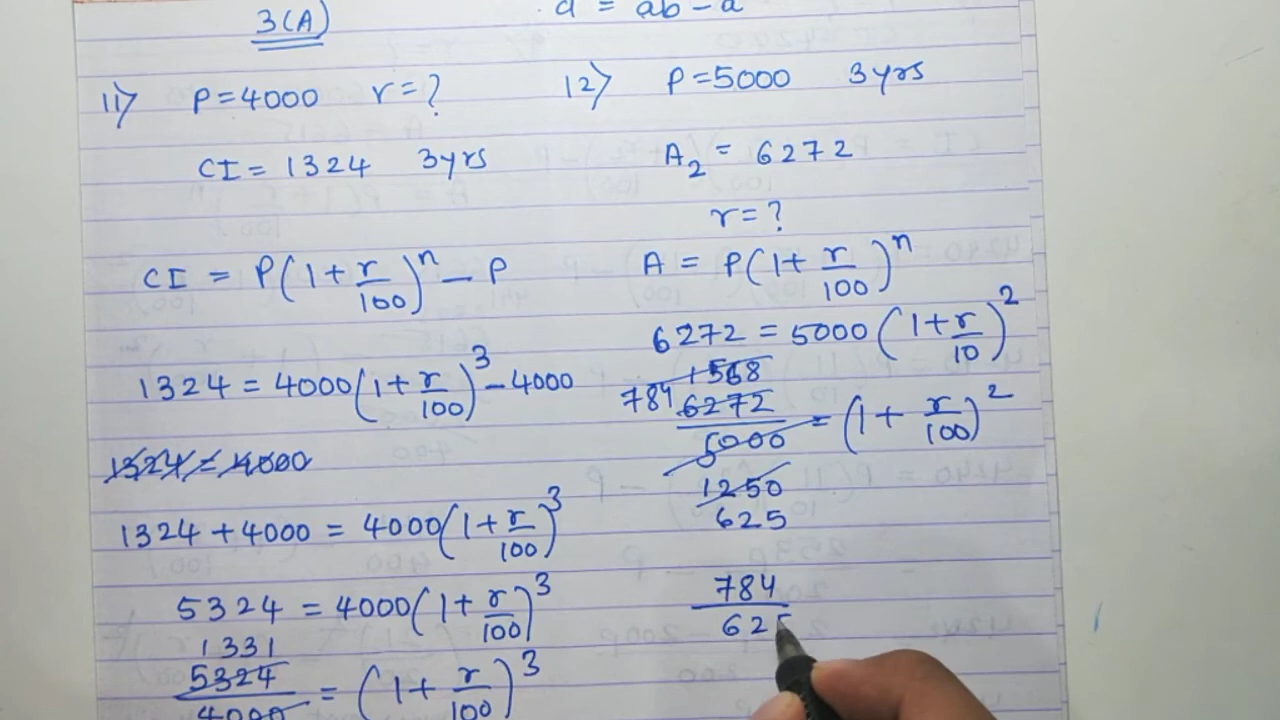 3(A)
d = ab - a
11) P = 4000 r = ?
CI = 1324 3yrs
CI = P(1 + r/100)^n - P
1324 = 4000(1 + r/100)^3 - 4000
1324 = 4000
1324 + 4000 = 4000(1 + r/100)^3
5324 = 4000(1 + r/100)^3
1331
5324/4000 = (1 + r/100)^3
12) P = 5000 3yrs
A2 = 6272
r = ?
A = P(1 + r/100)^n
6272 = 5000(1 + r/10)^2
1568
784
6272/5000 = (1 + r/100)^2
1250
625
784
625